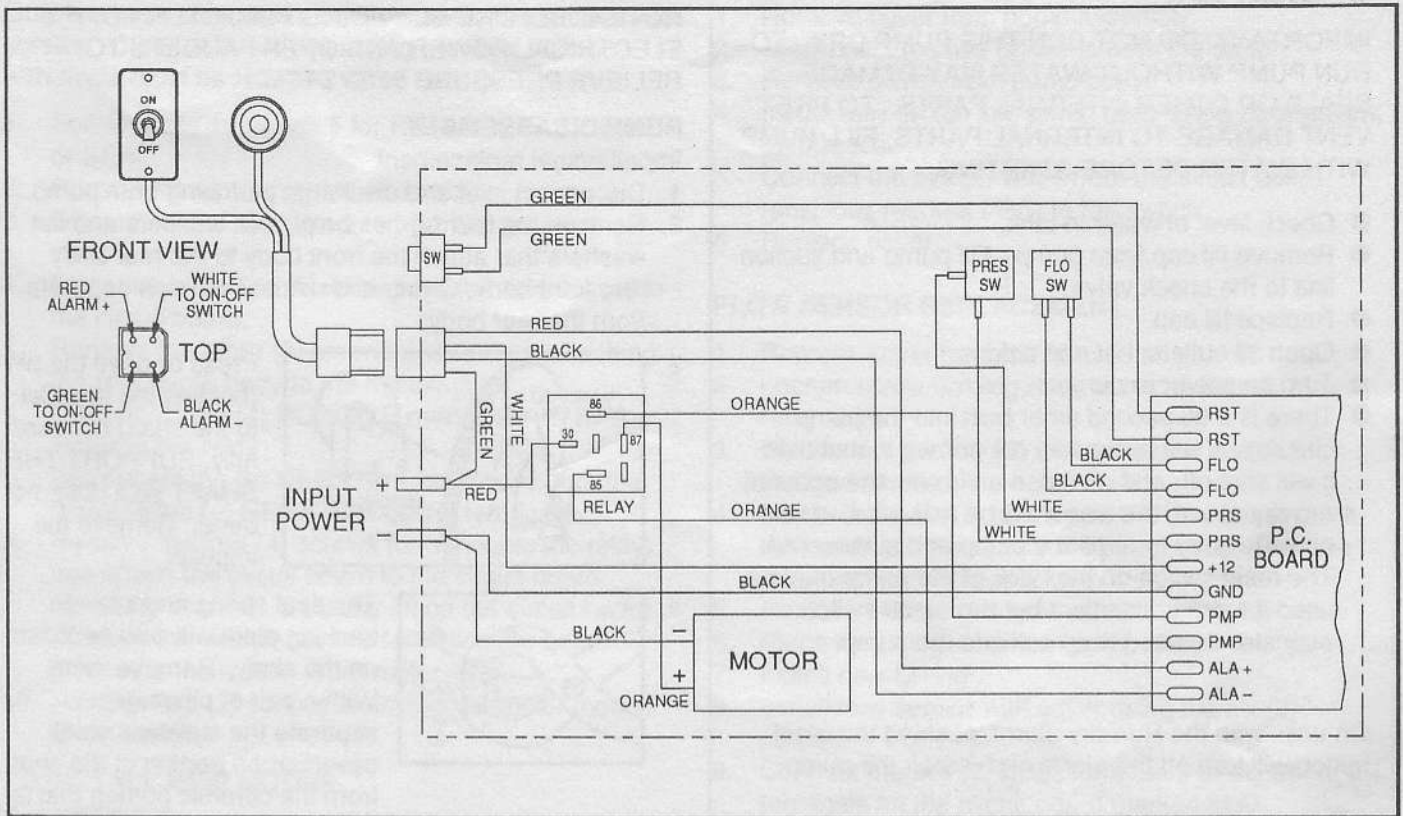 ON
OFF
FRONT VIEW
RED
ALARM +
WHITE
TO ON-OFF
SWITCH
TOP
GREEN
TO ON-OFF
SWITCH
BLACK
ALARM –
GREEN
GREEN
SW
RED
BLACK
GREEN
WHITE
INPUT
POWER
+
–
RED
86
30
87
85
RELAY
BLACK
–
+
ORANGE
MOTOR
PRES
SW
FLO
SW
ORANGE
BLACK
ORANGE
WHITE
WHITE
BLACK
RST
RST
FLO
FLO
PRS
PRS
+12
GND
PMP
PMP
ALA +
ALA –
P.C.
BOARD